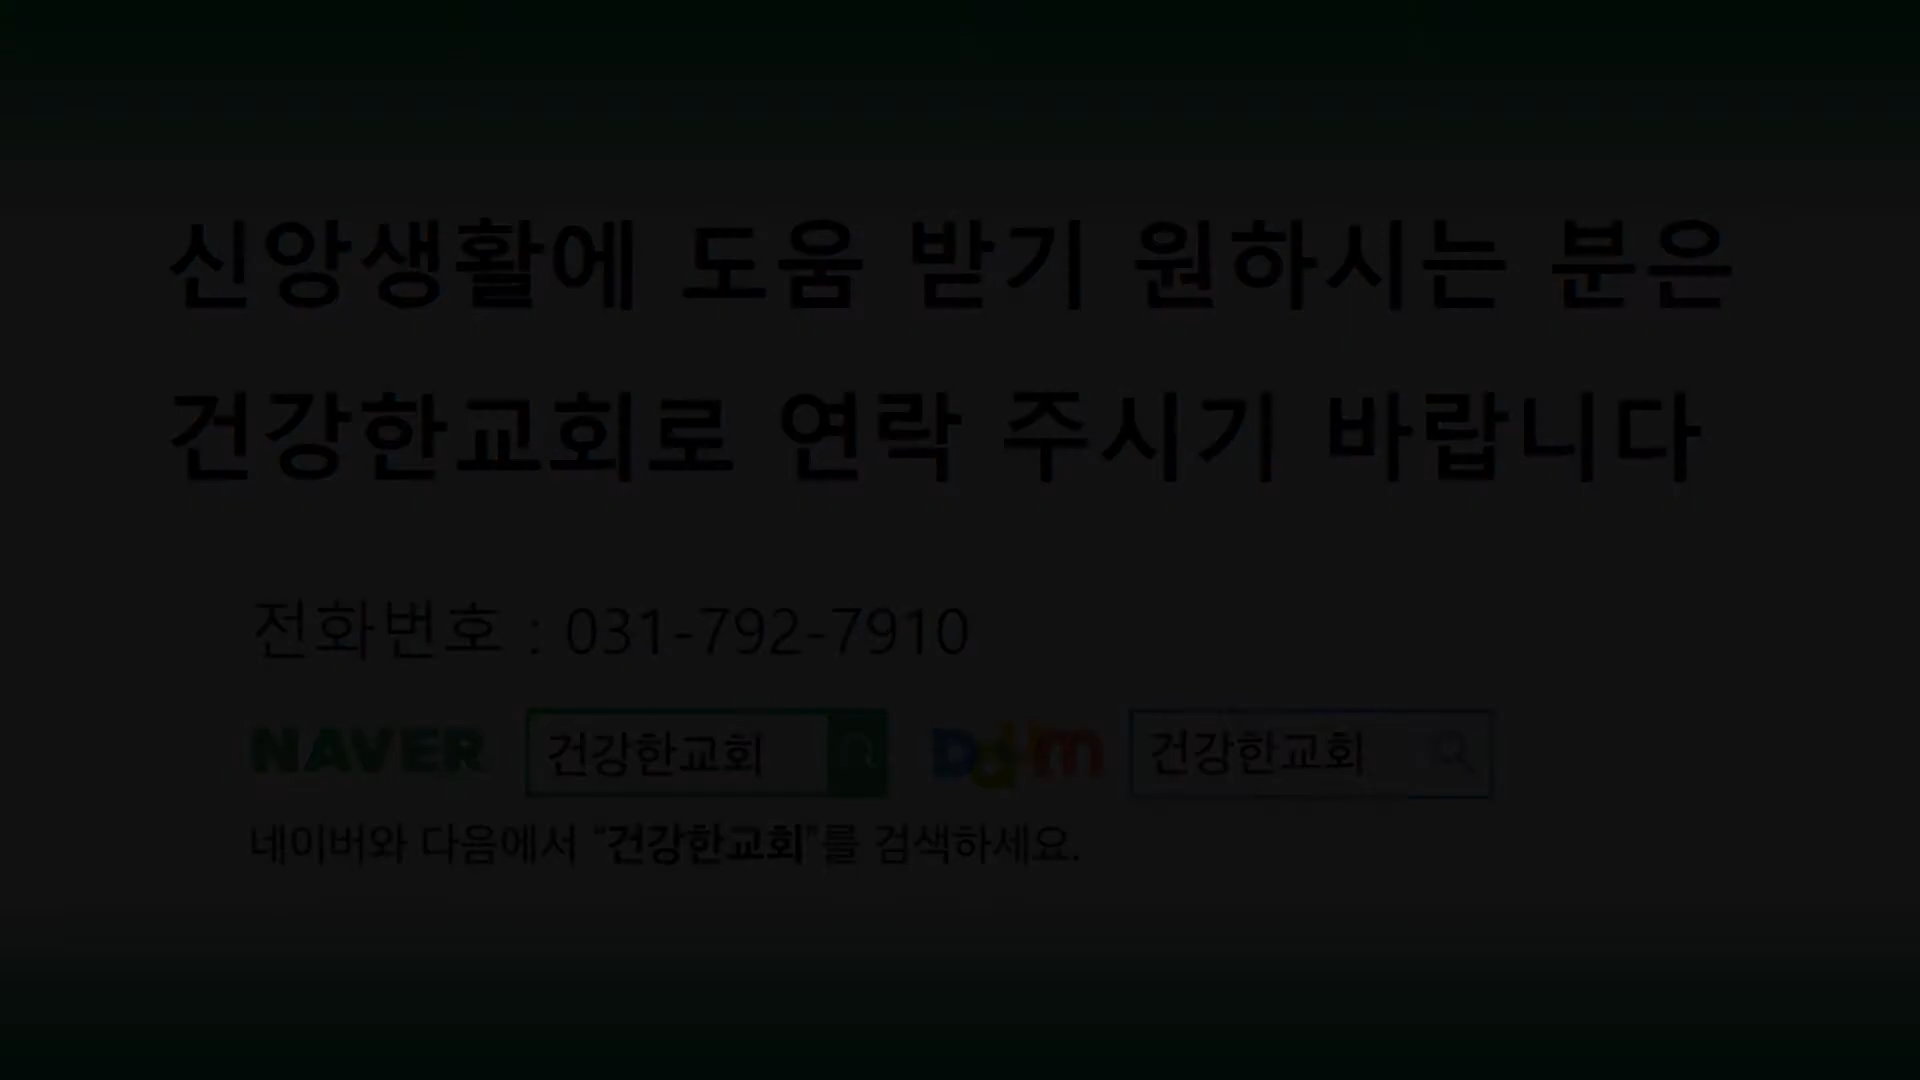 신앙생활에 도움 받기 원하시는 분은
건강한교회로 연락 주시기 바랍니다
전화번호 : 031-792-7910
NAVER 건강한교회 Daum 건강한교회
네이버와 다음에서 "건강한교회"를 검색하세요.